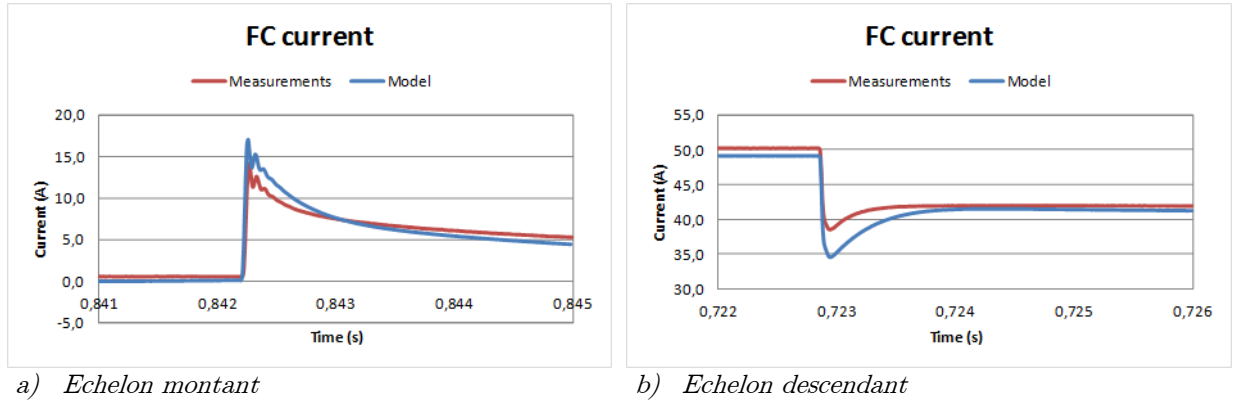 FC current
Measurements Model
20,0
15,0
10,0
5,0
0,0
-5,0
Current (A)
0,841 0,842 0,843 0,844 0,845
Time (s)
a) Echelon montant
FC current
Measurements Model
55,0
50,0
45,0
40,0
35,0
30,0
Current (A)
0,722 0,723 0,724 0,725 0,726
Time (s)
b) Echelon descendant